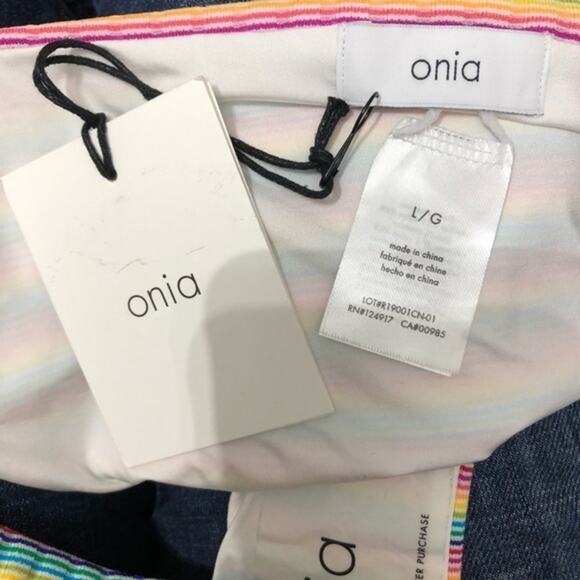 onia
onia
L/G
made in china
fabriqué en chine
hecho en china
LOT#R19001CN-01
RN#124917 CA#00985
PURCHASE